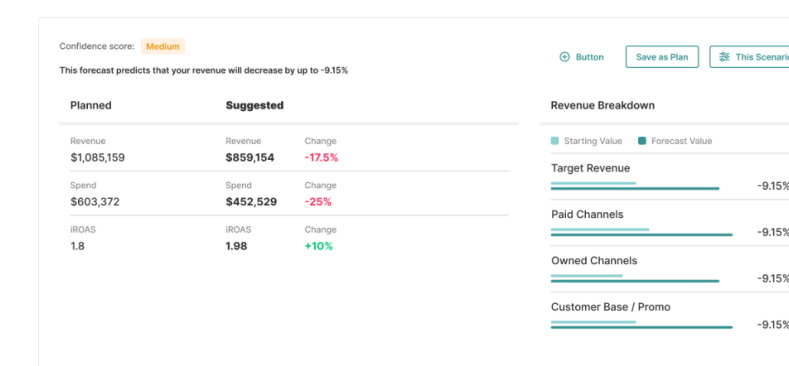 Confidence score: Medium
This forecast predicts that your revenue will decrease by up to -9.15%
Button
Save as Plan
This Scenari
Planned
Suggested
Revenue
$1,085,159
Revenue
$859,154
Change
-17.5%
Spend
$603,372
Spend
$452,529
Change
-25%
iROAS
1.8
iROAS
1.98
Change
+10%
Revenue Breakdown
Starting Value
Forecast Value
Target Revenue
-9.15%
Paid Channels
-9.15%
Owned Channels
-9.15%
Customer Base / Promo
-9.15%